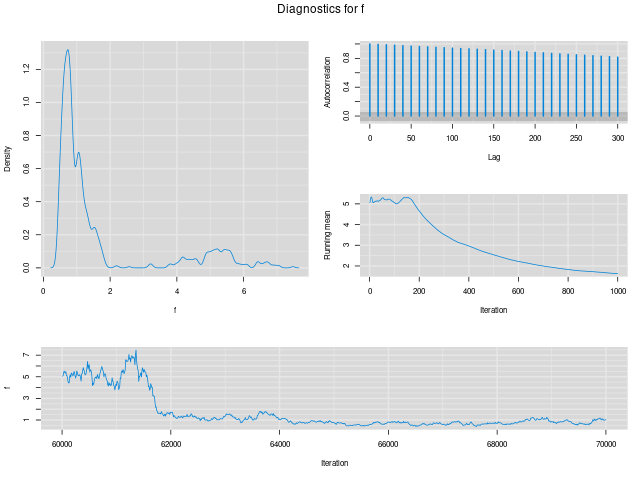 Diagnostics for f
Density
0.0 0.2 0.4 0.6 0.8 1.0 1.2
0 2 4 6
f
Autocorrelation
0.0 0.4 0.8
0 50 100 150 200 250 300
Lag
Running mean
2 3 4 5
0 200 400 600 800 1000
Iteration
f
1 3 5 7
60000 62000 64000 66000 68000 70000
Iteration